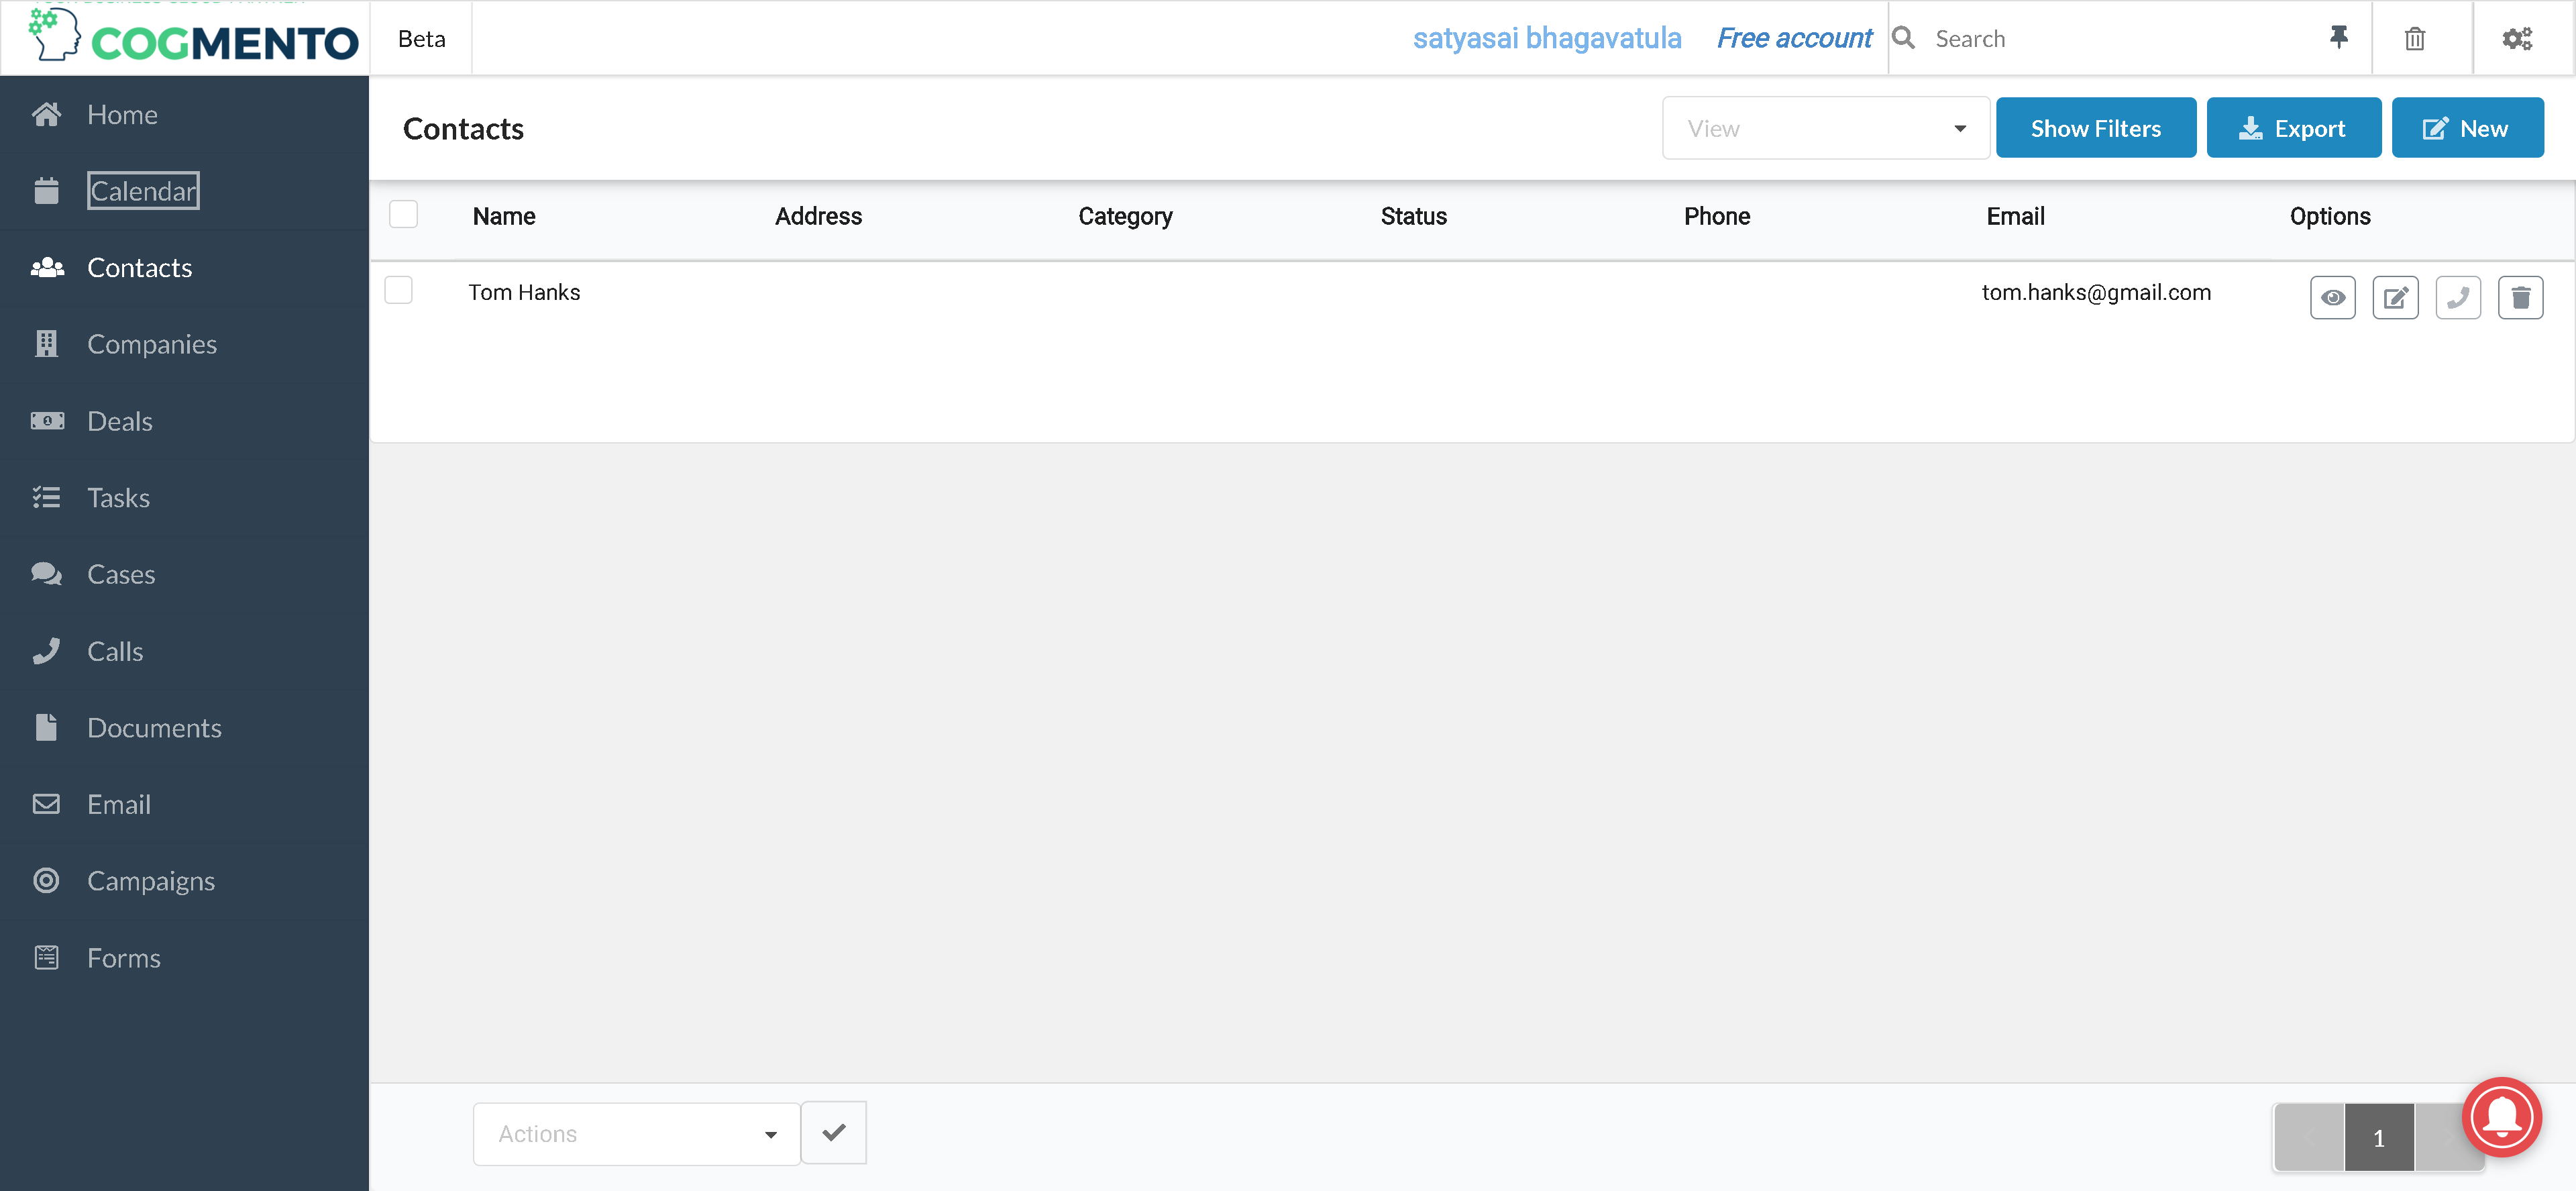 COGMENTO
Beta
satyasai bhagavatula
Free account
Search
Home
Calendar
Contacts
Companies
Deals
Tasks
Cases
Calls
Documents
Email
Campaigns
Forms
Contacts
View
Show Filters
Export
New
Name Address Category Status Phone Email Options
Tom Hanks tom.hanks@gmail.com
Actions
1